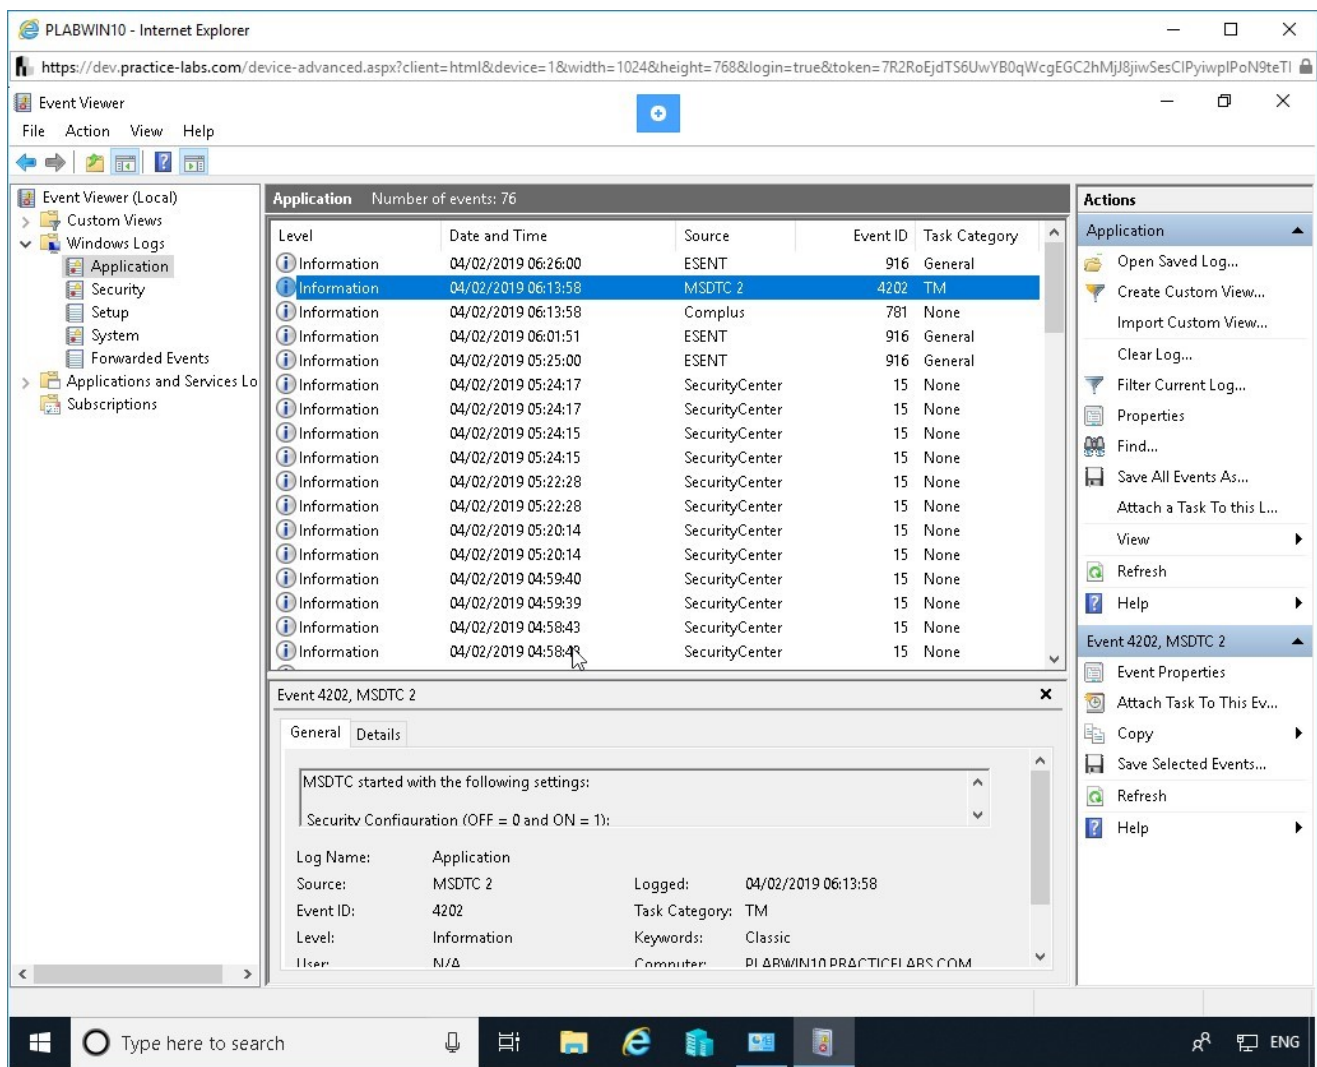 PLABWIN10 - Internet Explorer
https://dev.practice-labs.com/device-advanced.aspx?client=html&device=1&width=1024&height=768&login=true&token=7R2RoEjdTS6UwYB0qWcgEGC2hMjJ8jiwSesCIPyiwpIPoN9teTI
Event Viewer
File Action View Help
Event Viewer (Local)
Custom Views
Windows Logs
Application
Security
Setup
System
Forwarded Events
Applications and Services Lo
Subscriptions
Application Number of events: 76
Level Date and Time Source Event ID Task Category
Information 04/02/2019 06:26:00 ESENT 916 General
Information 04/02/2019 06:13:58 MSDTC 2 4202 TM
Information 04/02/2019 06:13:58 Complus 781 None
Information 04/02/2019 06:01:51 ESENT 916 General
Information 04/02/2019 05:25:00 ESENT 916 General
Information 04/02/2019 05:24:17 SecurityCenter 15 None
Information 04/02/2019 05:24:17 SecurityCenter 15 None
Information 04/02/2019 05:24:15 SecurityCenter 15 None
Information 04/02/2019 05:24:15 SecurityCenter 15 None
Information 04/02/2019 05:22:28 SecurityCenter 15 None
Information 04/02/2019 05:22:28 SecurityCenter 15 None
Information 04/02/2019 05:20:14 SecurityCenter 15 None
Information 04/02/2019 05:20:14 SecurityCenter 15 None
Information 04/02/2019 04:59:40 SecurityCenter 15 None
Information 04/02/2019 04:59:39 SecurityCenter 15 None
Information 04/02/2019 04:58:43 SecurityCenter 15 None
Information 04/02/2019 SecurityCenter 15 None
Event 4202, MSDTC 2
General Details
MSDTC started with the following settings:
Security Configuration (OFF = 0 and ON = 1):
Log Name: Application
Source: MSDTC 2 Logged: 04/02/2019 06:13:58
Event ID: 4202 Task Category: TM
Level: Information Keywords: Classic
User: N/A Computer: PLABWIN10.PRACTICELABS.COM
Actions
Application
Open Saved Log...
Create Custom View...
Import Custom View...
Clear Log...
Filter Current Log...
Properties
Find...
Save All Events As...
Attach a Task To this L...
View
Refresh
Help
Event 4202, MSDTC 2
Event Properties
Attach Task To This Ev...
Copy
Save Selected Events...
Refresh
Help
Type here to search
ENG